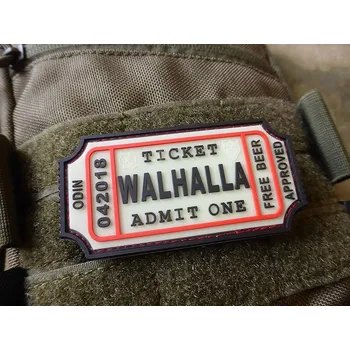 ODIN
042018
TICKET
WALHALLA
ADMIT ONE
FREE BEER
APPROVED